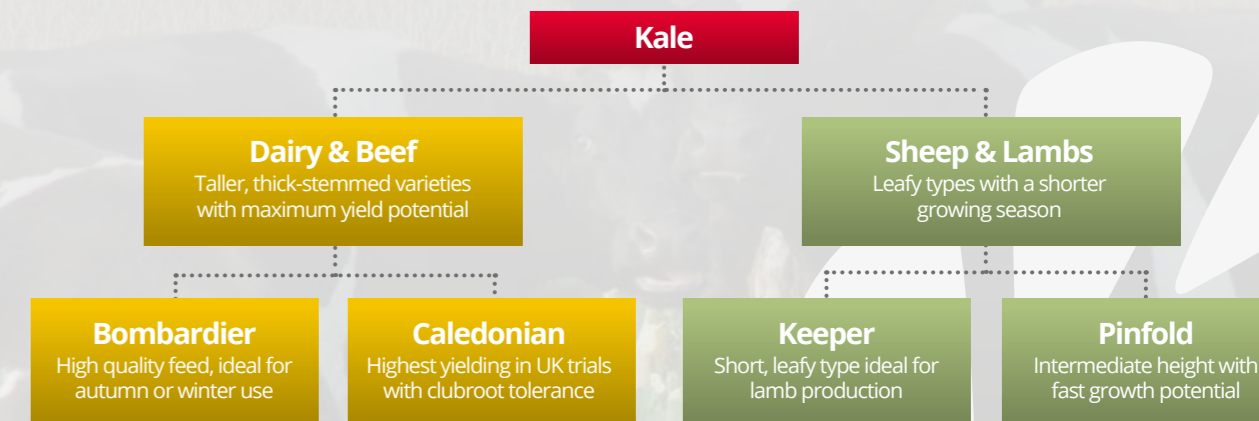 Kale
Dairy & Beef
Taller, thick-stemmed varieties
with maximum yield potential
Sheep & Lambs
Leafy types with a shorter
growing season
Bombardier
High quality feed, ideal for
autumn or winter use
Caledonian
Highest yielding in UK trials
with clubroot tolerance
Keeper
Short, leafy type ideal for
lamb production
Pinfold
Intermediate height with
fast growth potential